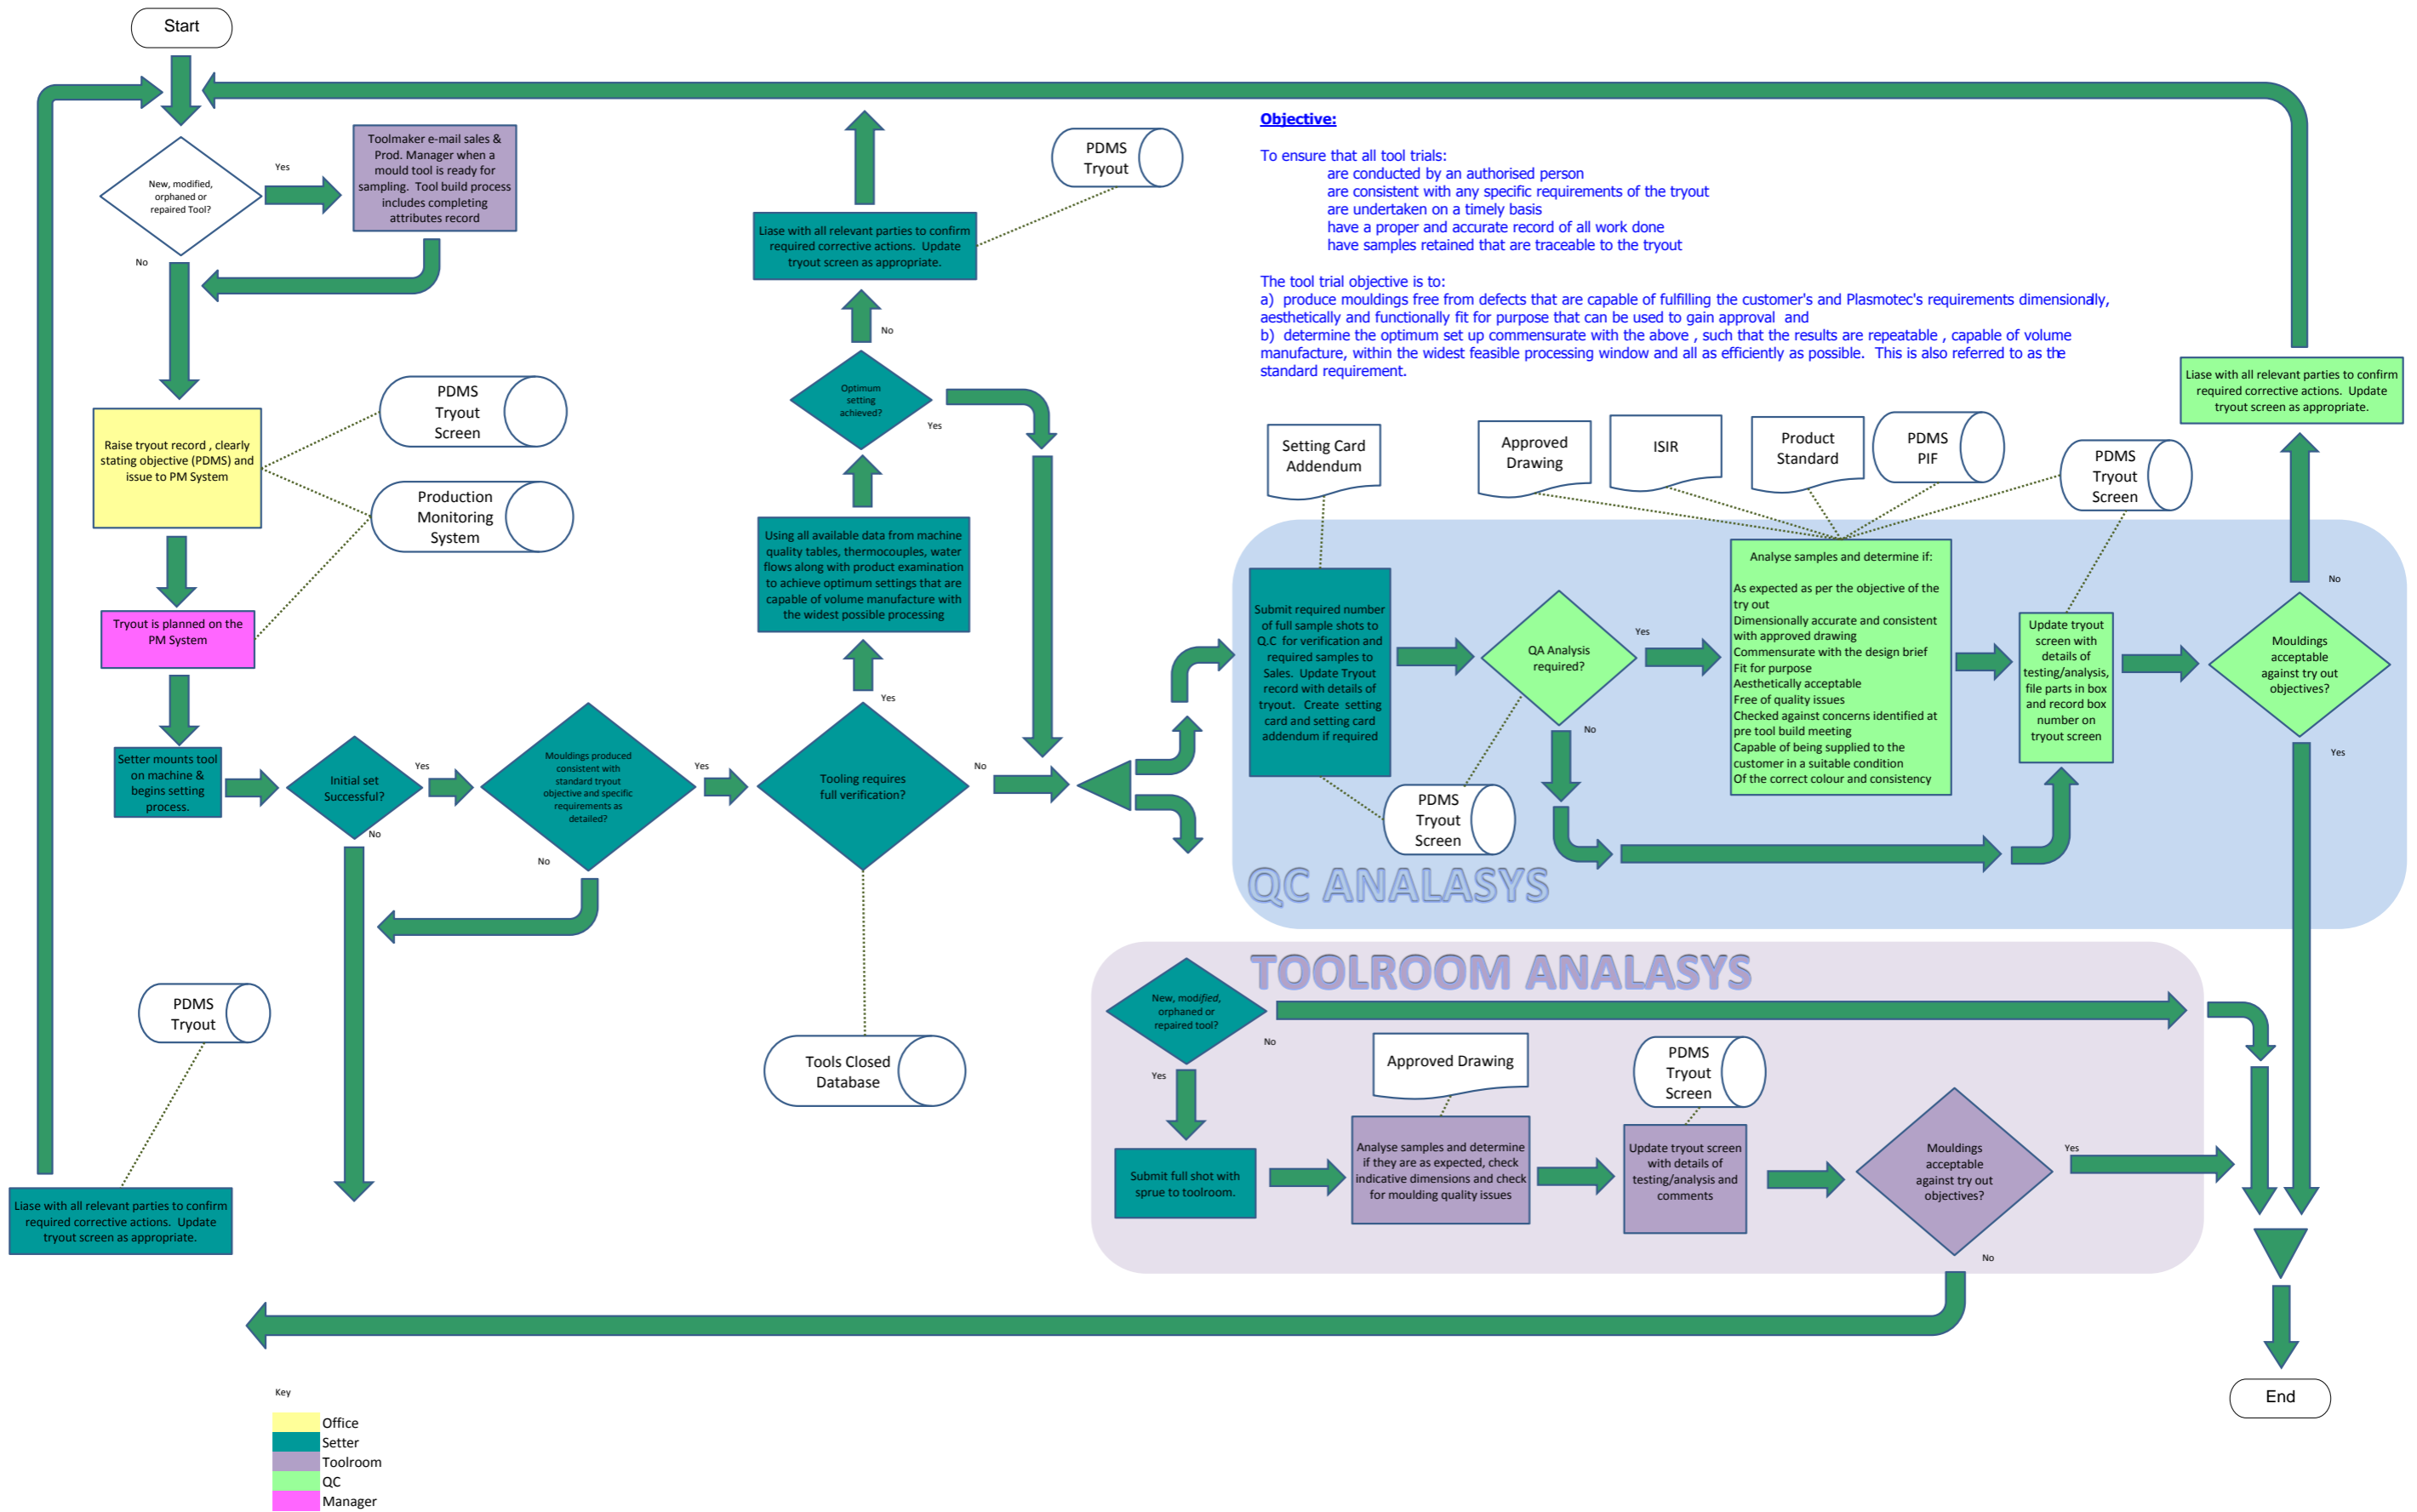 Start
New, modified,
orphaned or
repaired Tool?
Yes
No
Toolmaker e-mail sales &
Prod. Manager when a
mould tool is ready for
sampling. Tool build process
includes completing
attributes record
Raise tryout record , clearly
stating objective (PDMS) and
issue to PM System
PDMS
Tryout
Screen
Production
Monitoring
System
Tryout is planned on the
PM System
Setter mounts tool
on machine &
begins setting
process.
Initial set
Successful?
Yes
No
Mouldings produced
consistent with
standard tryout
objective and specific
requirements as
detailed?
Yes
No
Tooling requires
full verification?
Yes
No
Tools Closed
Database
Using all available data from machine
quality tables, thermocouples, water
flows along with product examination
to achieve optimum settings that are
capable of volume manufacture with
the widest possible processing
Optimum
setting
achieved?
No
Yes
Liase with all relevant parties to confirm
required corrective actions. Update
tryout screen as appropriate.
PDMS
Tryout
Objective:
To ensure that all tool trials:
are conducted by an authorised person
are consistent with any specific requirements of the tryout
are undertaken on a timely basis
have a proper and accurate record of all work done
have samples retained that are traceable to the tryout
The tool trial objective is to:
a) produce mouldings free from defects that are capable of fulfilling the customer's and Plasmotec's requirements dimensionally,
aesthetically and functionally fit for purpose that can be used to gain approval and
b) determine the optimum set up commensurate with the above , such that the results are repeatable , capable of volume
manufacture, within the widest feasible processing window and all as efficiently as possible. This is also referred to as the
standard requirement.
Setting Card
Addendum
Approved
Drawing
ISIR
Product
Standard
PDMS
PIF
PDMS
Tryout
Screen
Submit required number
of full sample shots to
Q.C for verification and
required samples to
Sales. Update Tryout
record with details of
tryout. Create setting
card and setting card
addendum if required
QA Analysis
required?
Yes
No
PDMS
Tryout
Screen
Analyse samples and determine if:
As expected as per the objective of the
try out
Dimensionally accurate and consistent
with approved drawing
Commensurate with the design brief
Fit for purpose
Aesthetically acceptable
Free of quality issues
Checked against concerns identified at
pre tool build meeting
Capable of being supplied to the
customer in a suitable condition
Of the correct colour and consistency
Update tryout
screen with
details of
testing/analysis,
file parts in box
and record box
number on
tryout screen
Mouldings
acceptable
against try out
objectives?
No
Yes
Liase with all relevant parties to confirm
required corrective actions. Update
tryout screen as appropriate.
QC ANALASYS
TOOLROOM ANALASYS
New, modified,
orphaned or
repaired tool?
No
Yes
Submit full shot with
sprue to toolroom.
Approved Drawing
Analyse samples and determine
if they are as expected, check
indicative dimensions and check
for moulding quality issues
PDMS
Tryout
Screen
Update tryout screen
with details of
testing/analysis and
comments
Mouldings
acceptable
against try out
objectives?
Yes
No
PDMS
Tryout
Liase with all relevant parties to confirm
required corrective actions. Update
tryout screen as appropriate.
End
Key
Office
Setter
Toolroom
QC
Manager